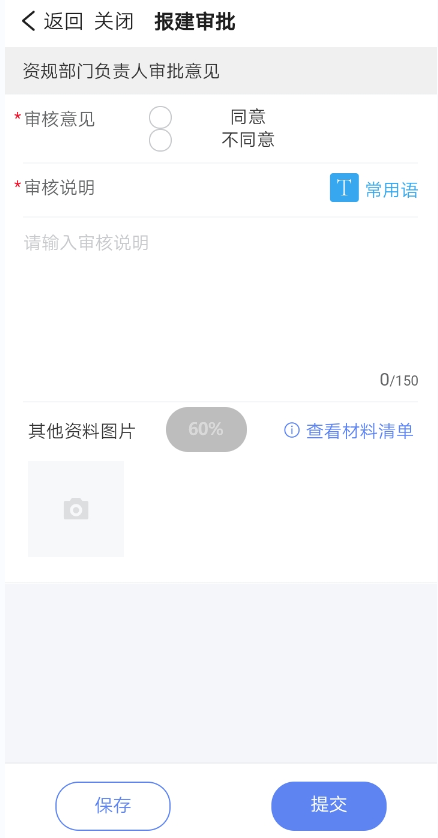 返回 关闭 报建审批
资规部门负责人审批意见
*审核意见 同意
不同意
*审核说明 T 常用语
请输入审核说明
0/150
其他资料图片 60% 查看材料清单
保存 提交